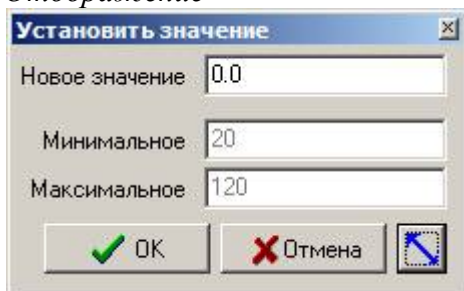 Отображение
Установить значение
Новое значение 0.0
Минимальное 20
Максимальное 120
OK Отмена